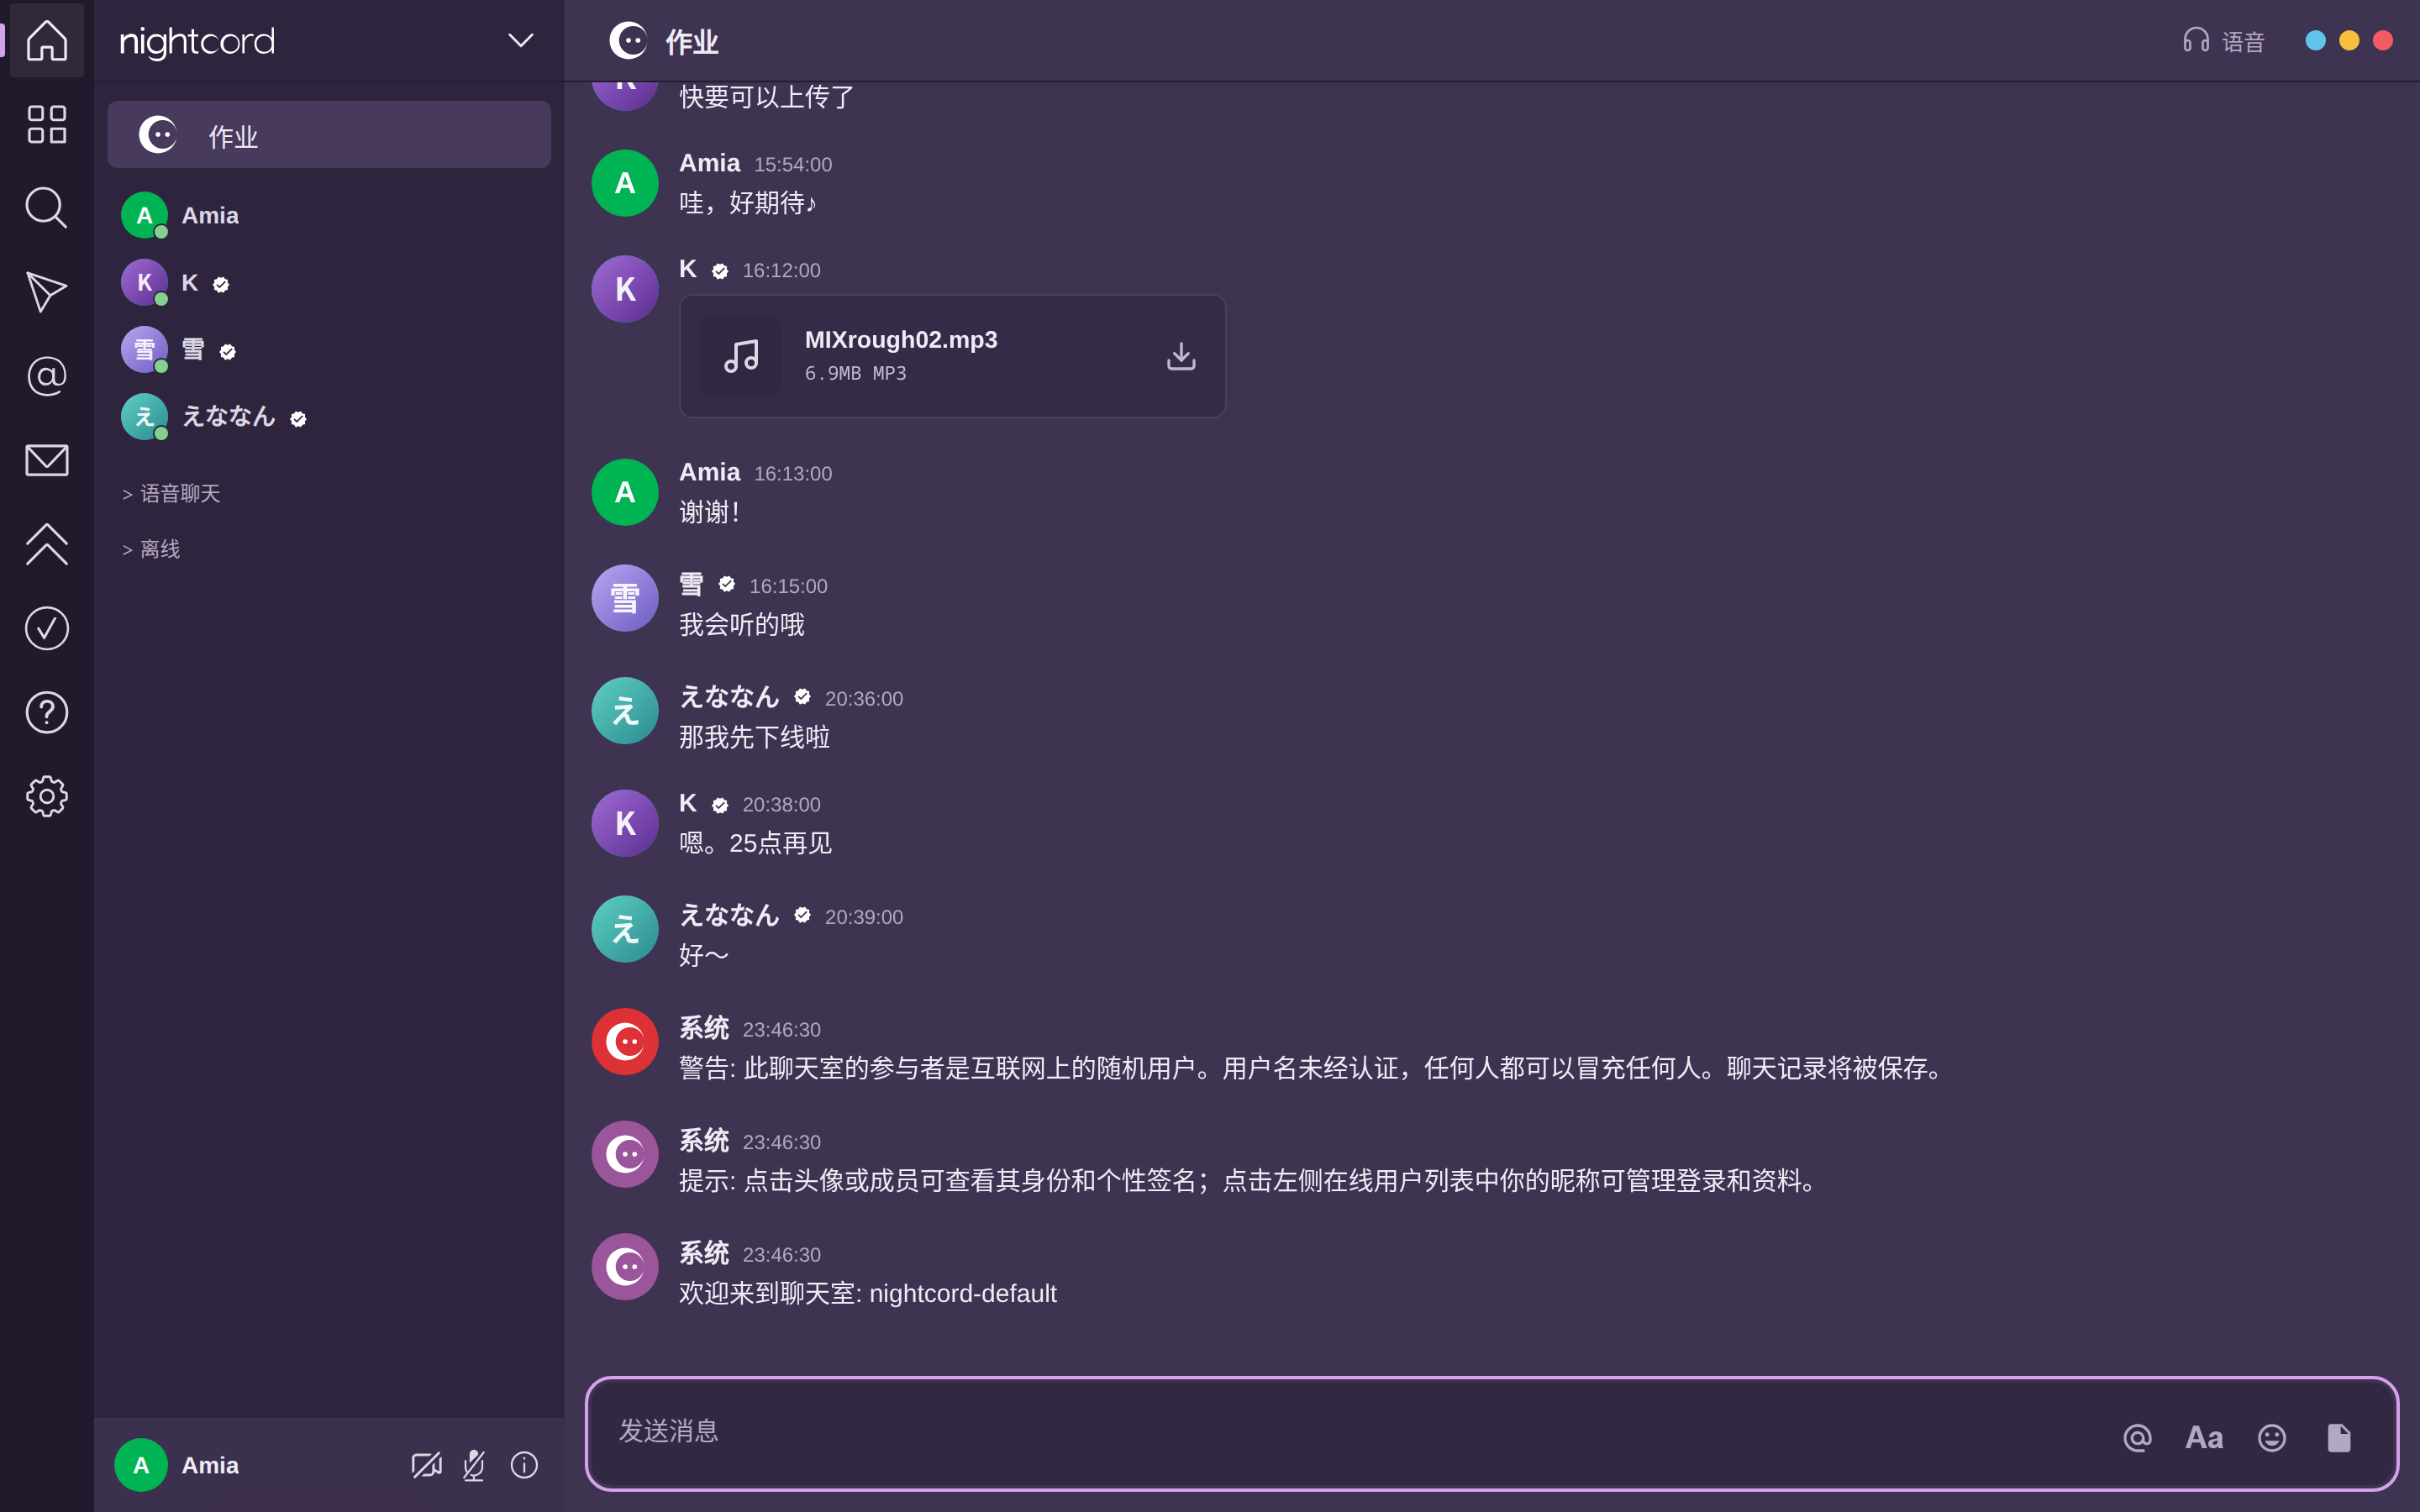 nightcord
作业
作业
语音
A Amia
K K
雪 雪
え えななん
> 语音聊天
> 离线
A Amia
K
快要可以上传了
A Amia 15:54:00
哇，好期待♪
K K 16:12:00
MIXrough02.mp3
6.9MB MP3
A Amia 16:13:00
谢谢！
雪 雪 16:15:00
我会听的哦
え えななん 20:36:00
那我先下线啦
K K 20:38:00
嗯。25点再见
え えななん 20:39:00
好～
系统 23:46:30
警告: 此聊天室的参与者是互联网上的随机用户。用户名未经认证，任何人都可以冒充任何人。聊天记录将被保存。
系统 23:46:30
提示: 点击头像或成员可查看其身份和个性签名；点击左侧在线用户列表中你的昵称可管理登录和资料。
系统 23:46:30
欢迎来到聊天室: nightcord-default
发送消息
Aa